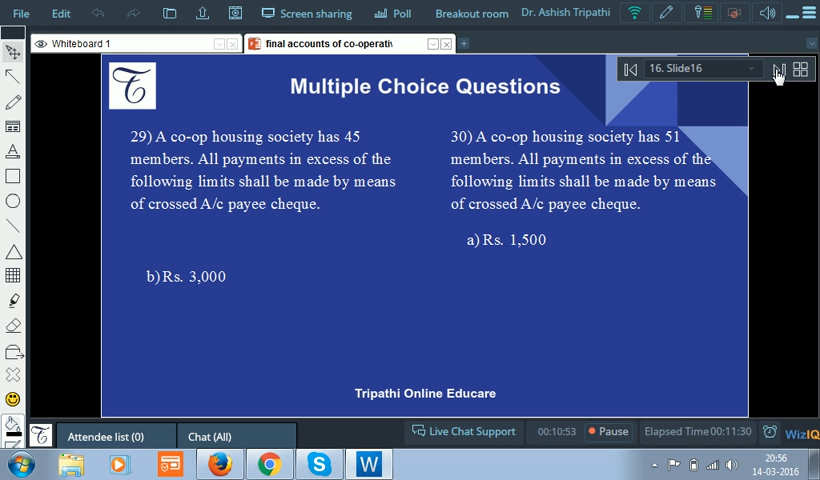 File Edit Screen sharing Poll Breakout room Dr. Ashish Tripathi
Whiteboard 1 final accounts of co-operativ
16. Slide16
Multiple Choice Questions
29) A co-op housing society has 45
members. All payments in excess of the
following limits shall be made by means
of crossed A/c payee cheque.
b) Rs. 3,000
30) A co-op housing society has 51
members. All payments in excess of the
following limits shall be made by means
of crossed A/c payee cheque.
a) Rs. 1,500
Tripathi Online Educare
Attendee list (0) Chat (All) Live Chat Support 00:10:53 Pause Elapsed Time 00:11:30 WizIQ
20:56
14-03-2016